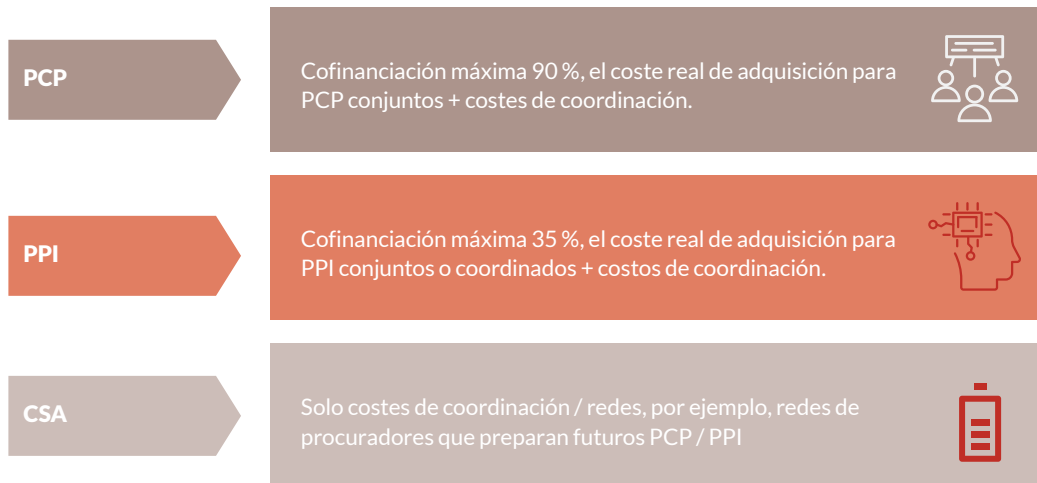 PCP
Cofinanciación máxima 90 %, el coste real de adquisición para
PCP conjuntos + costes de coordinación.
PPI
Cofinanciación máxima 35 %, el coste real de adquisición para
PPI conjuntos o coordinados + costos de coordinación.
CSA
Solo costes de coordinación / redes, por ejemplo, redes de
procuradores que preparan futuros PCP / PPI